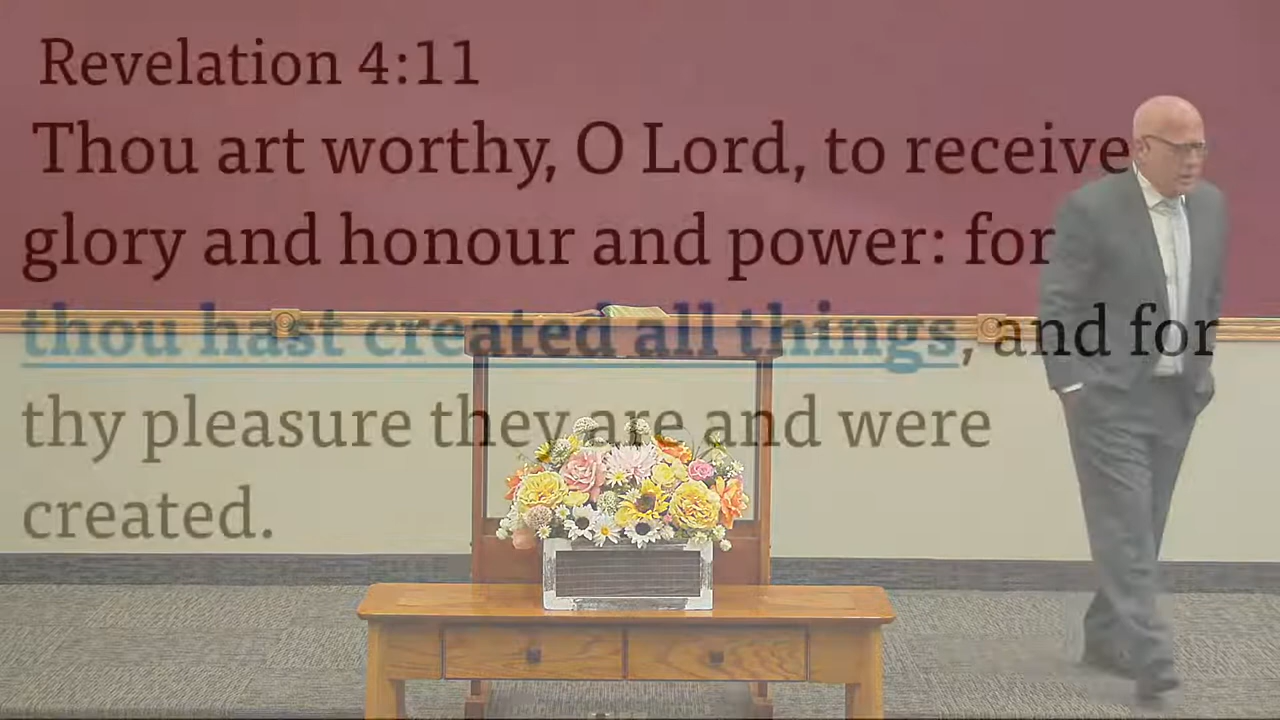 Revelation 4:11
Thou art worthy, O Lord, to receive
glory and honour and power: for
thou hast created all things, and for
thy pleasure they are and were
created.